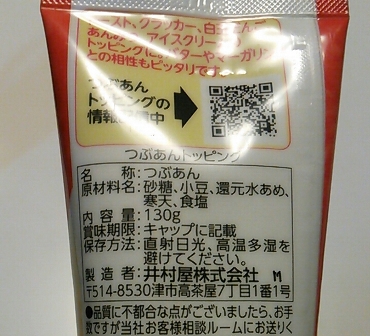 トースト、クラッカー、白玉だんご
あんみつ、アイスクリームの
トッピングに。バターやマーガリン
との相性もピッタリです。
つぶあん
トッピングの
情報 中
つぶあんトッピング
名称:つぶあん
原材料名:砂糖、小豆、還元水あめ、
寒天、食塩
内容量:130g
賞味期限:キャップに記載
保存方法:直射日光、高温多湿を
避けてください。
製造者:井村屋株式会社 M
〒514-8530津市高茶屋7丁目1番1号
●品質に不都合な点がございましたら、お手
数ですが当社お客様相談ルームにお送り